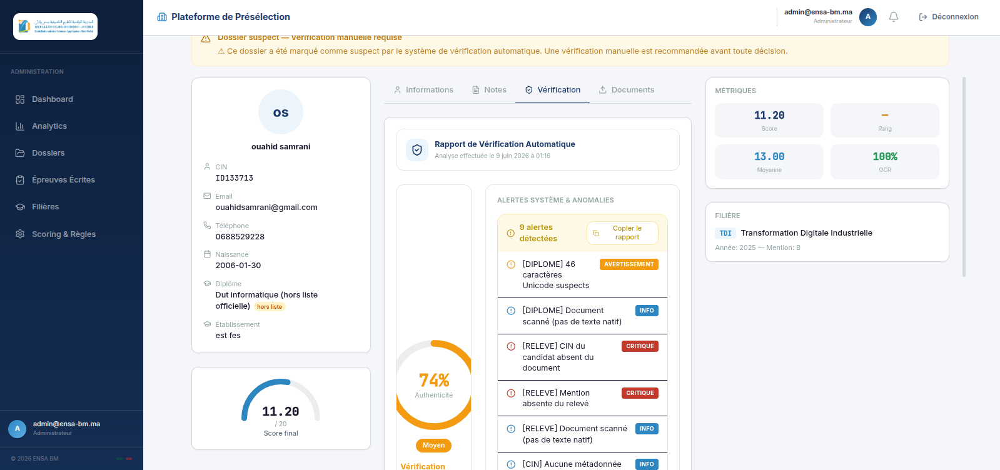 Plateforme de Présélection
admin@ensa-bm.ma
Administrateur
A
Déconnexion
ADMINISTRATION
Dashboard
Analytics
Dossiers
Épreuves Écrites
Filières
Scoring & Règles
A
admin@ensa-bm.ma
Administrateur
© 2026 ENSA BM
Dossier suspect — Vérification manuelle requise
⚠ Ce dossier a été marqué comme suspect par le système de vérification automatique. Une vérification manuelle est recommandée avant toute décision.
os
ouahid samrani
CIN
ID133713
Email
ouahidsamrani@gmail.com
Téléphone
0688529228
Naissance
2006-01-30
Diplôme
Dut informatique (hors liste
officielle) hors liste
Établissement
est fes
11.20
/ 20
Score final
Informations
Notes
Vérification
Documents
Rapport de Vérification Automatique
Analyse effectuée le 9 juin 2026 à 01:16
74%
Authenticité
Moyen
Vérification
ALERTES SYSTÈME & ANOMALIES
9 alertes
détectées
Copier le
rapport
[DIPLOME] 46
caractères
Unicode suspects
AVERTISSEMENT
[DIPLOME] Document
scanné (pas de texte natif)
INFO
[RELEVE] CIN du
candidat absent du
document
CRITIQUE
[RELEVE] Mention
absente du relevé
CRITIQUE
[RELEVE] Document scanné
(pas de texte natif)
INFO
[CIN] Aucune métadonnée
INFO
MÉTRIQUES
11.20
Score
—
Rang
13.00
Moyenne
100%
OCR
FILIÈRE
TDI Transformation Digitale Industrielle
Année: 2025 — Mention: B